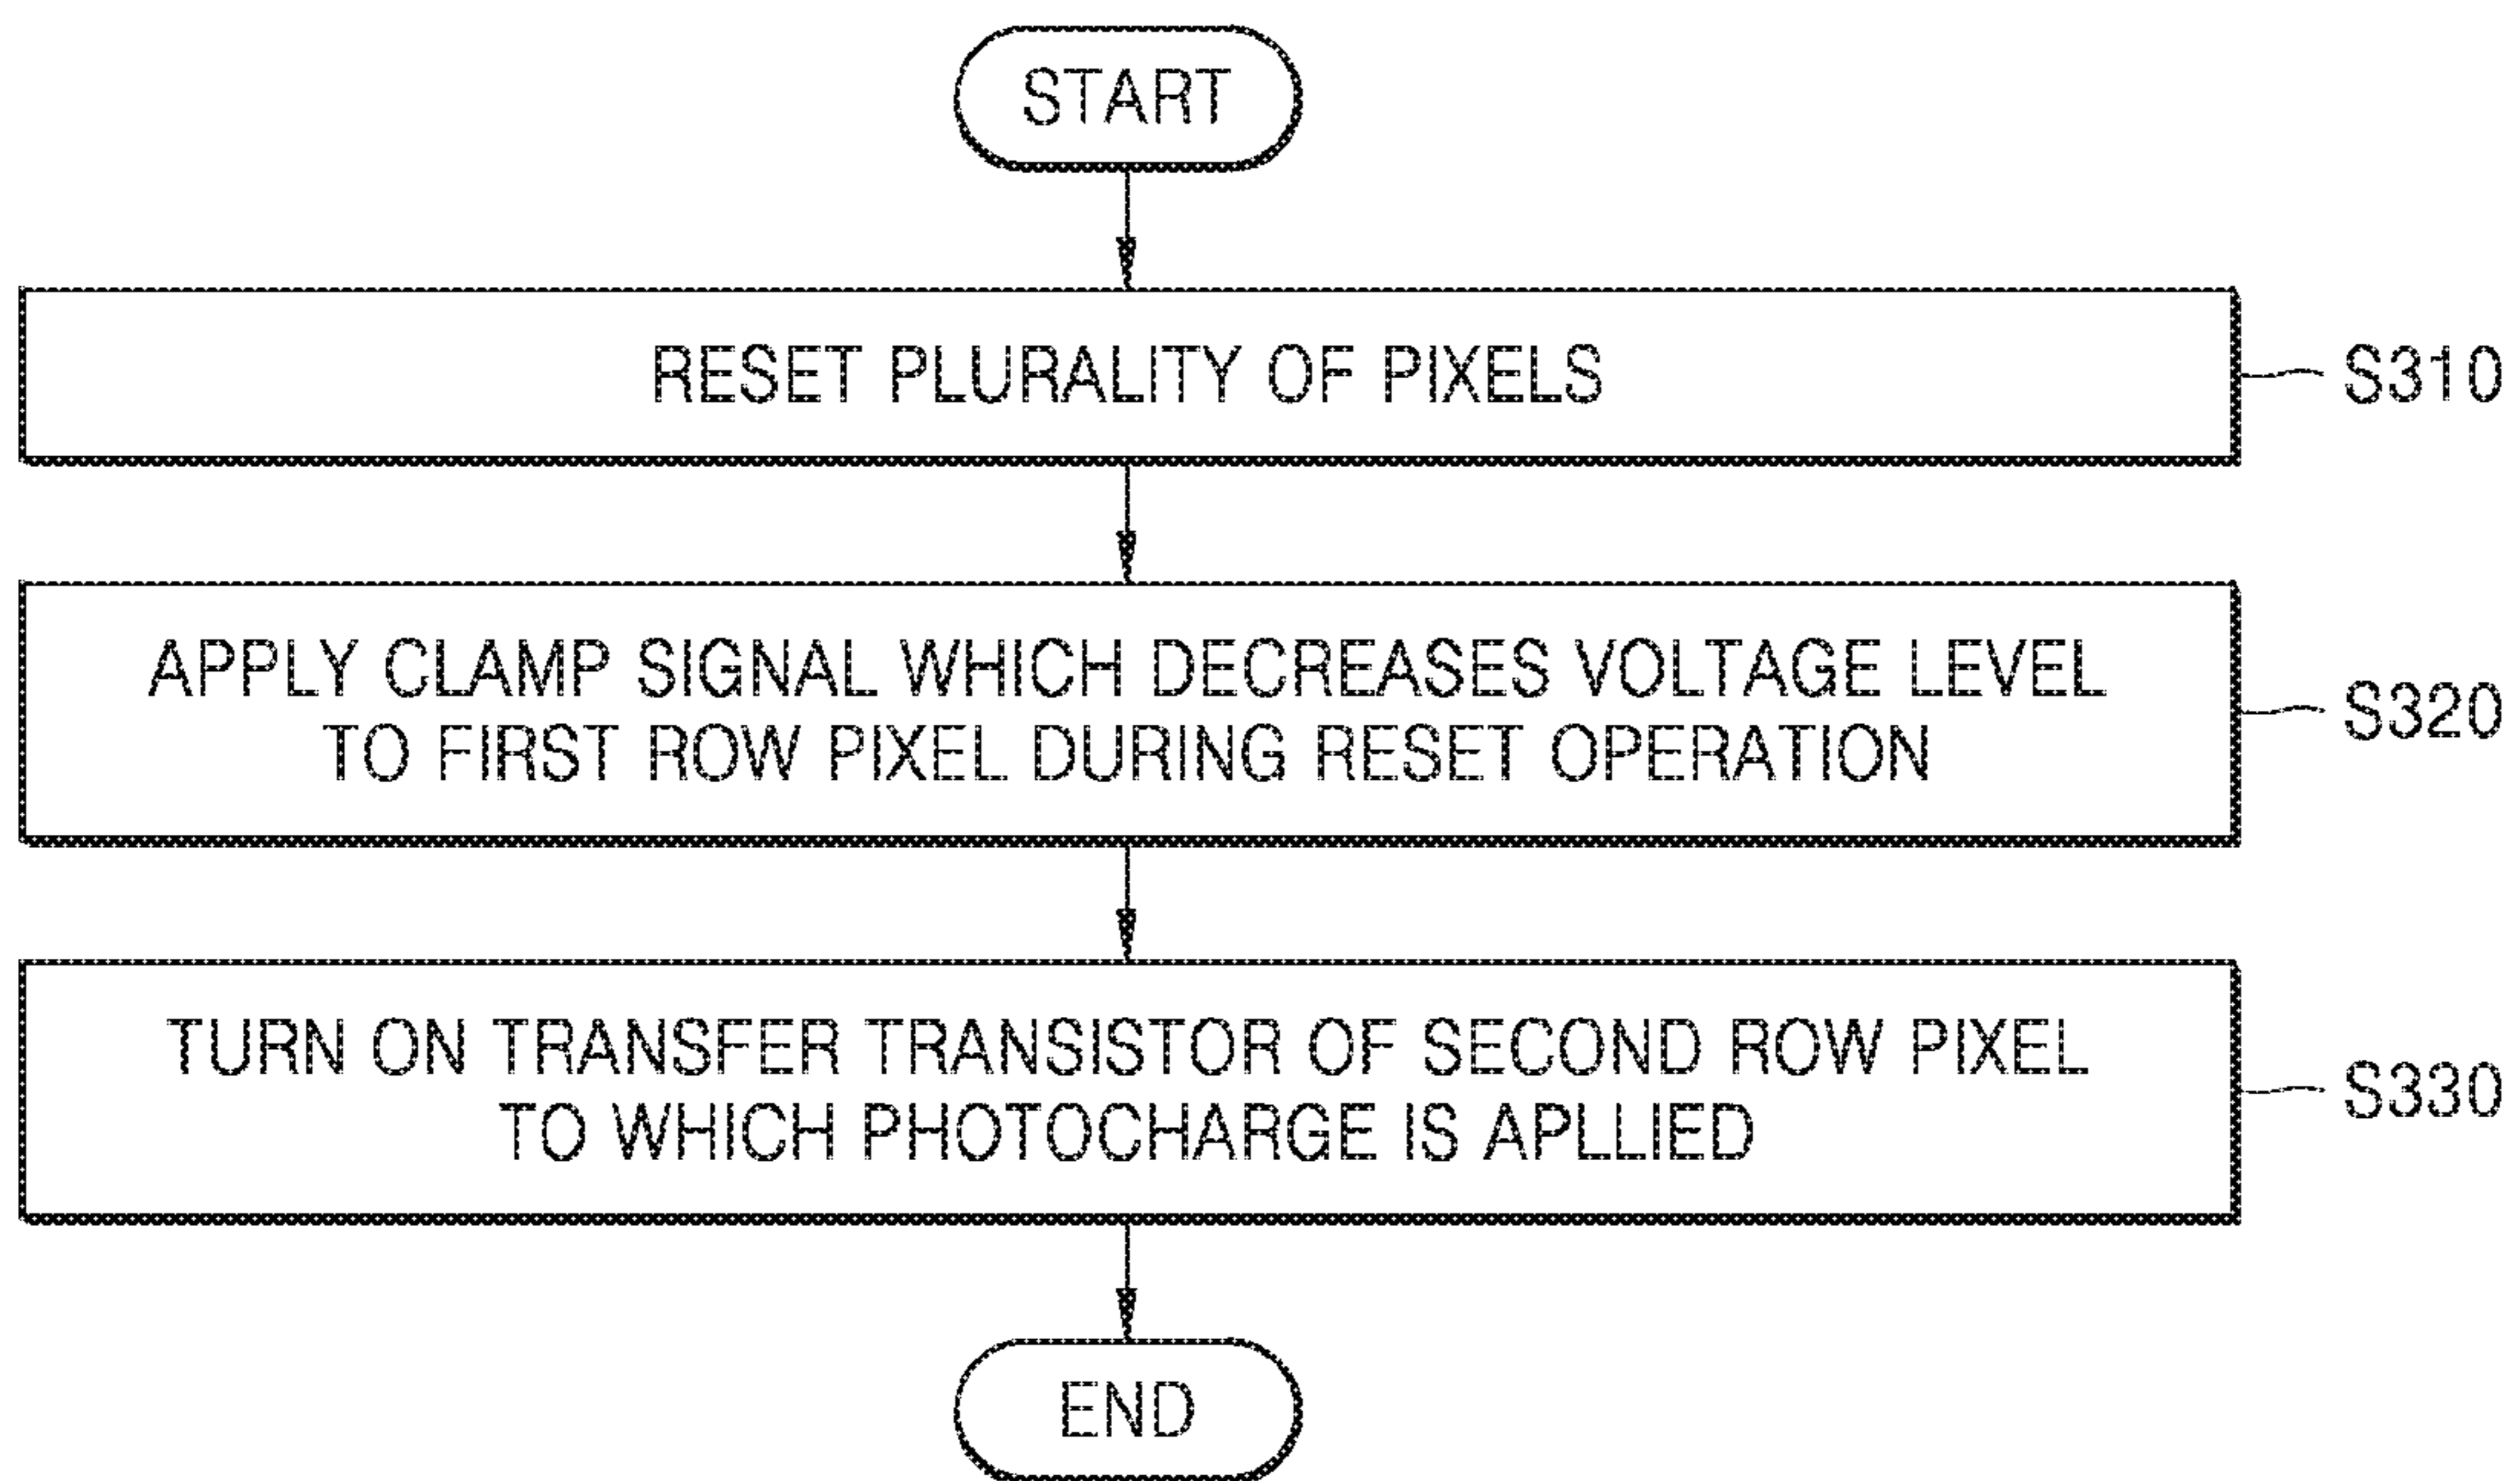 START
RESET PLURALITY OF PIXELS
S310
APPLY CLAMP SIGNAL WHICH DECREASES VOLTAGE LEVEL
TO FIRST ROW PIXEL DURING RESET OPERATION
S320
TURN ON TRANSFER TRANSISTOR OF SECOND ROW PIXEL
TO WHICH PHOTOCHARGE IS APLLIED
S330
END